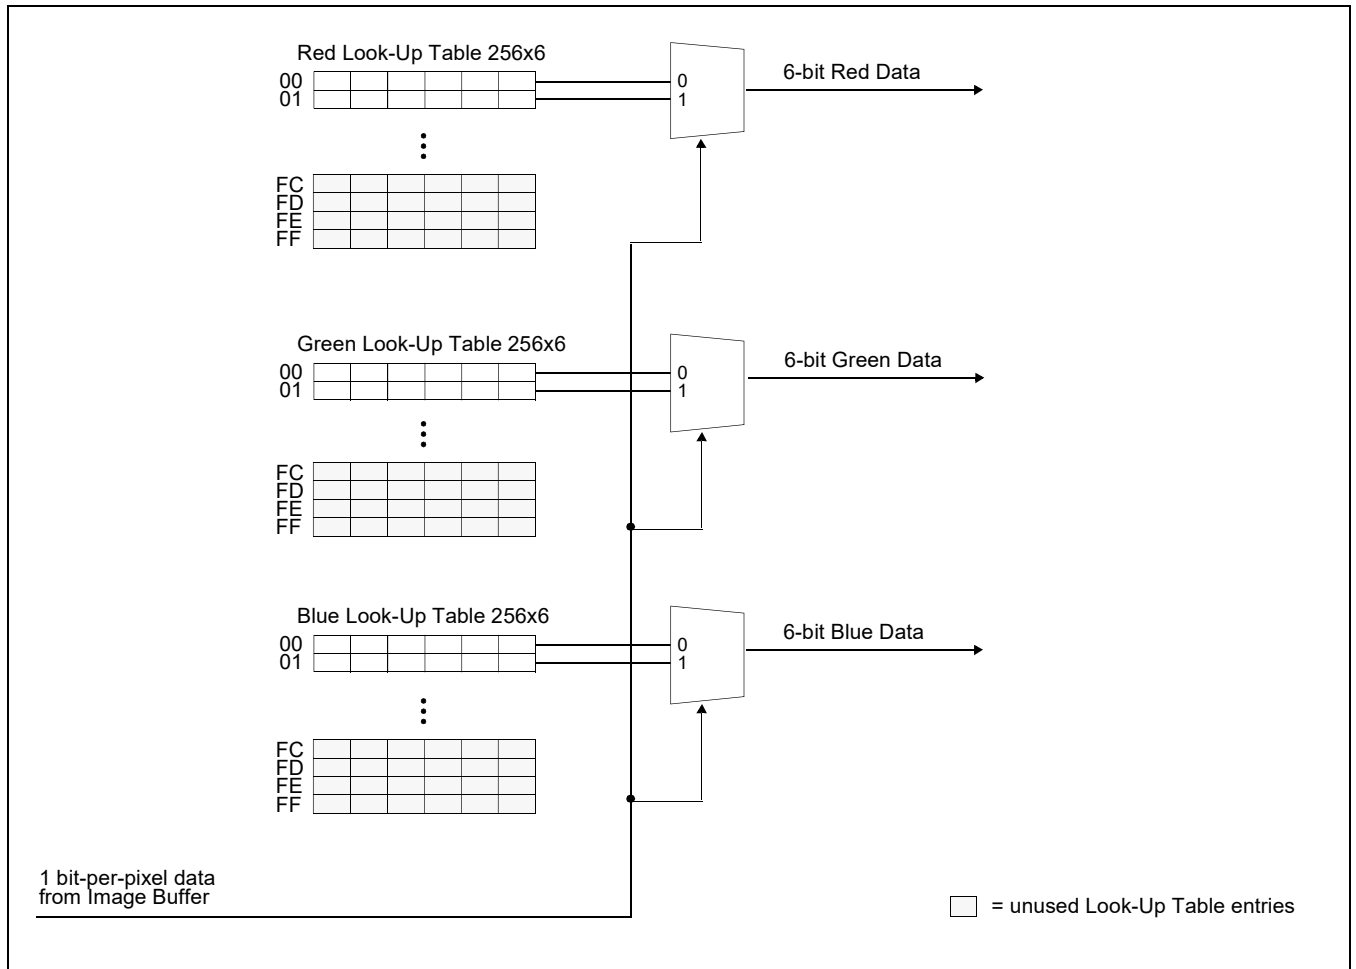 Red Look-Up Table 256x6
00
01
FC
FD
FE
FF
0
1
6-bit Red Data
Green Look-Up Table 256x6
00
01
FC
FD
FE
FF
0
1
6-bit Green Data
Blue Look-Up Table 256x6
00
01
FC
FD
FE
FF
0
1
6-bit Blue Data
1 bit-per-pixel data
from Image Buffer
= unused Look-Up Table entries